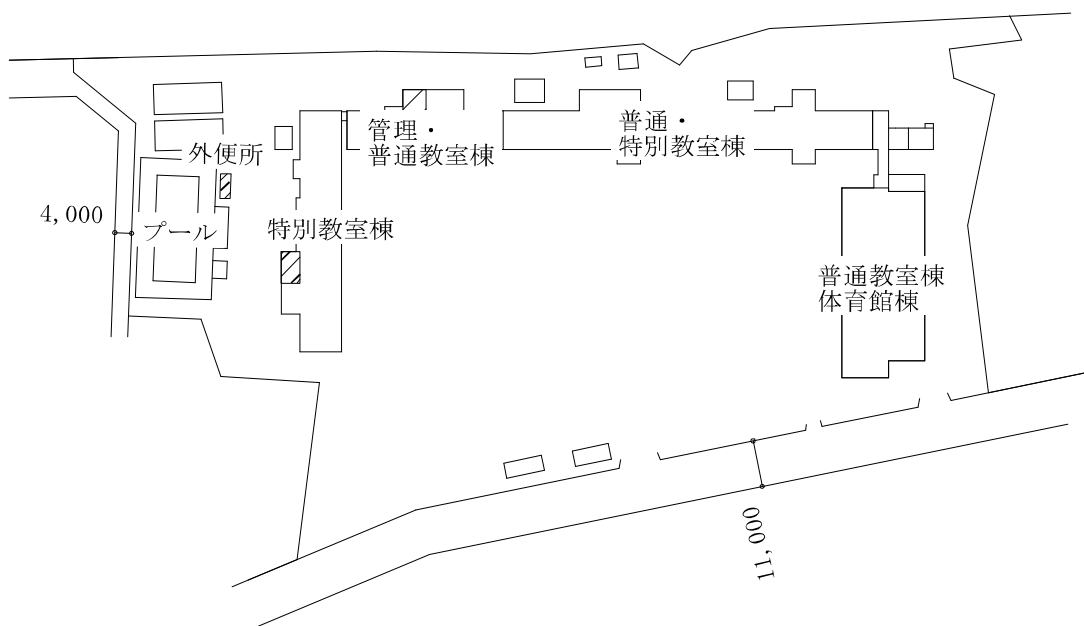 管理・
普通教室棟
普通・
特別教室棟
外便所
4,000
プール
特別教室棟
普通教室棟
体育館棟
11,000